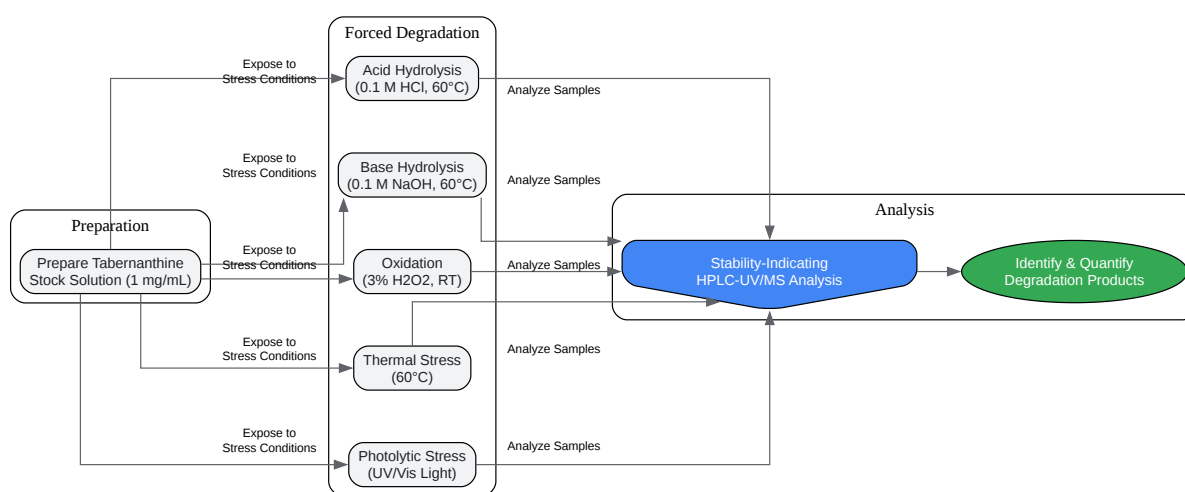 Preparation
Prepare Tabernanthine
Stock Solution (1 mg/mL)
Expose to
Stress Conditions
Expose to
Stress Conditions
Expose to
Stress Conditions
Expose to
Stress Conditions
Expose to
Stress Conditions
Forced Degradation
Acid Hydrolysis
(0.1 M HCl, 60°C)
Base Hydrolysis
(0.1 M NaOH, 60°C)
Oxidation
(3% H2O2, RT)
Thermal Stress
(60°C)
Photolytic Stress
(UV/Vis Light)
Analyze Samples
Analyze Samples
Analyze Samples
Analyze Samples
Analyze Samples
Analysis
Stability-Indicating
HPLC-UV/MS Analysis
Identify & Quantify
Degradation Products